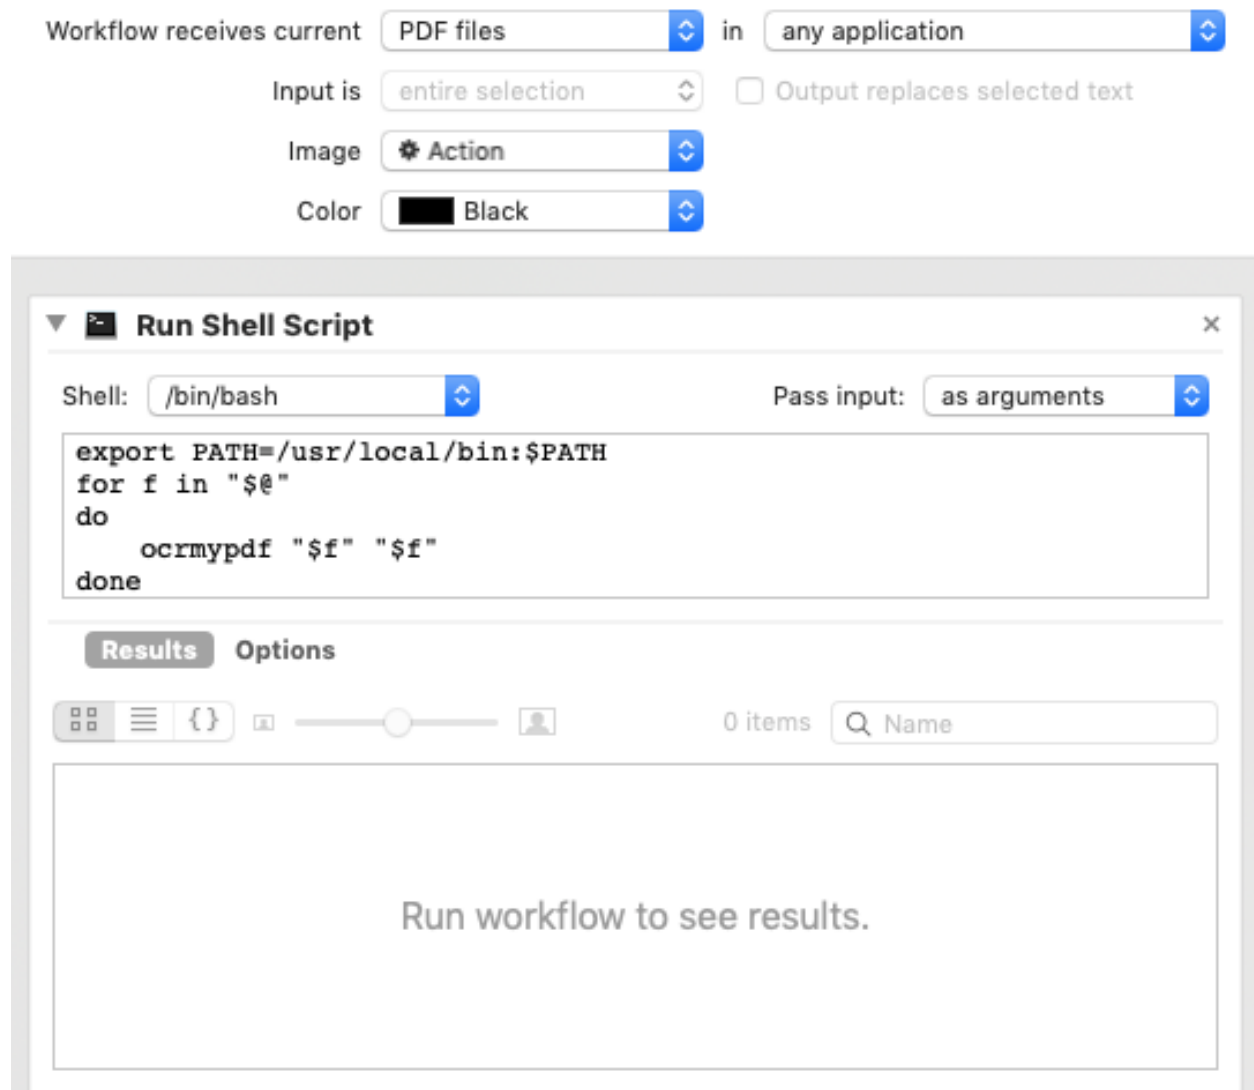 Workflow receives current PDF files in any application
Input is entire selection Output replaces selected text
Image Action
Color Black
Run Shell Script
Shell: /bin/bash Pass input: as arguments
export PATH=/usr/local/bin:$PATH
for f in "$@"
do
    ocrmypdf "$f" "$f"
done
Results Options
0 items Name
Run workflow to see results.